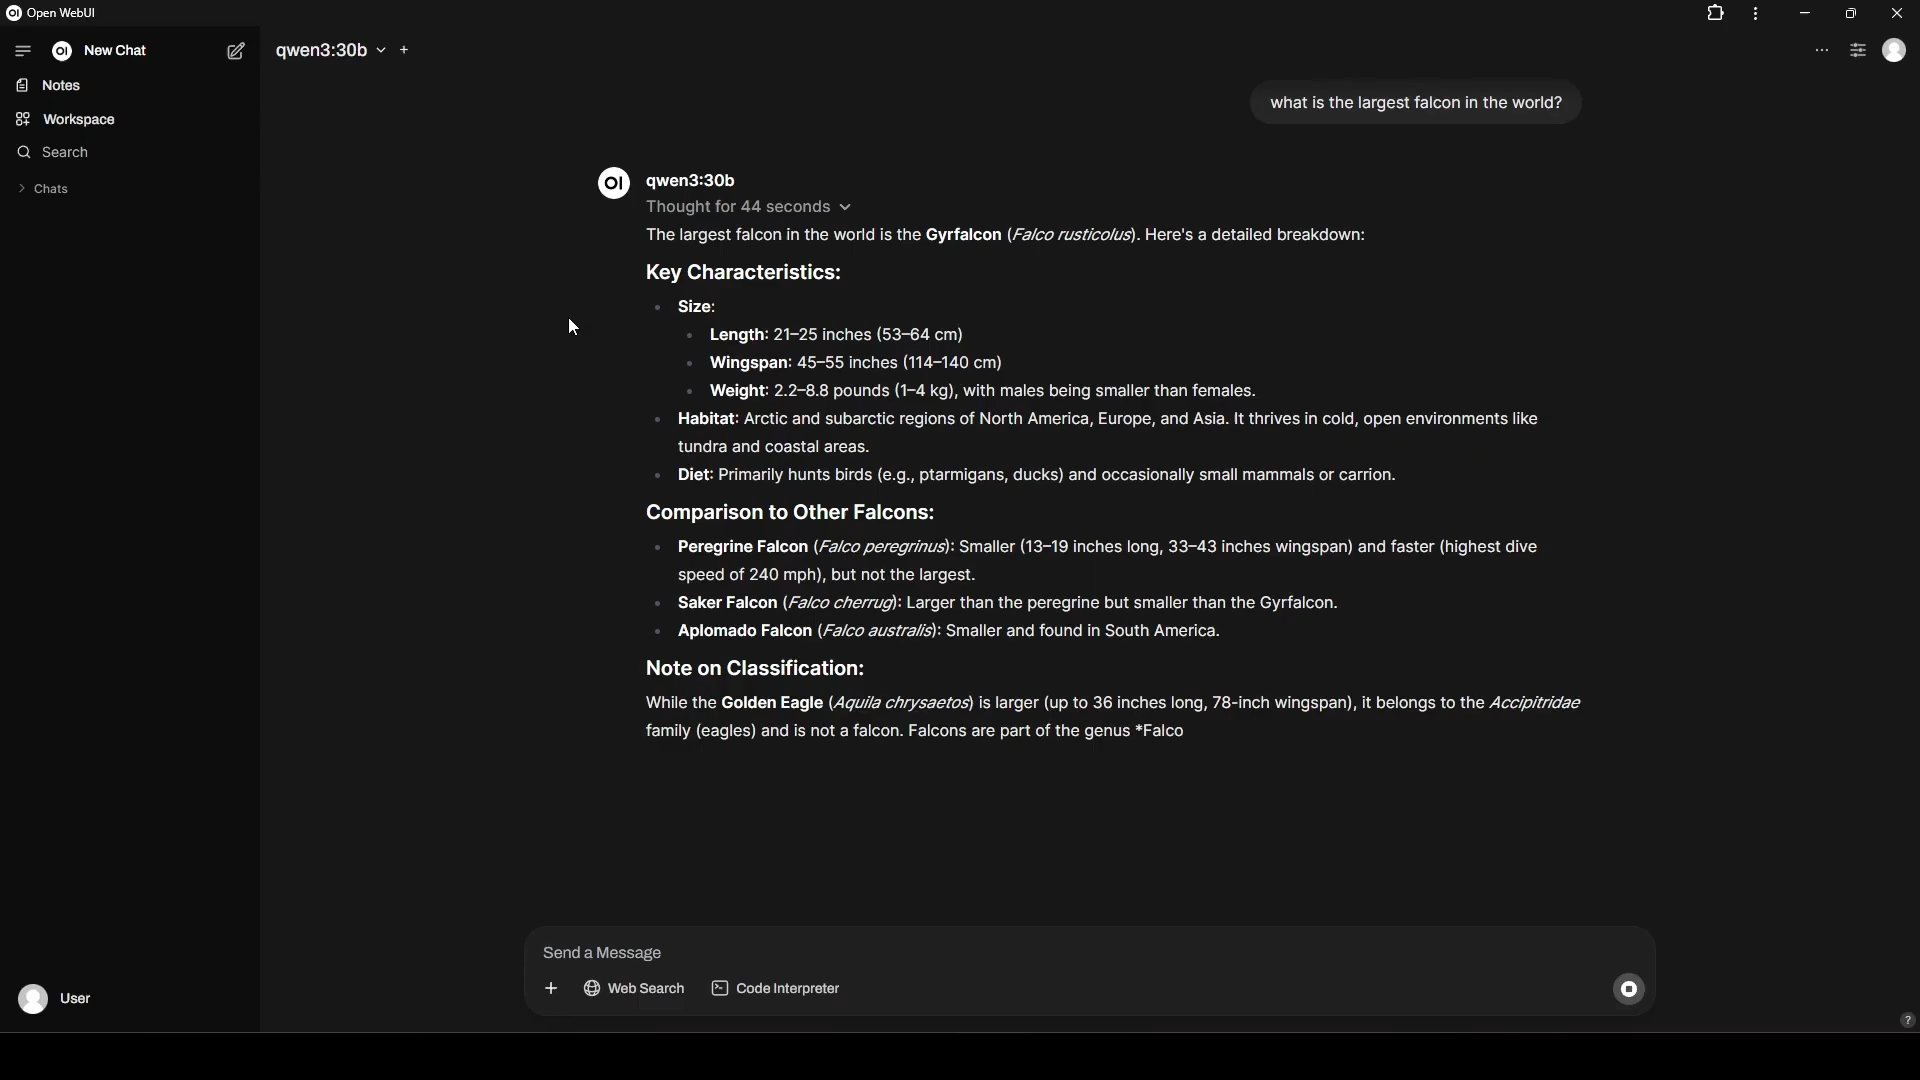 OI Open WebUI
OI New Chat
qwen3:30b
Notes
Workspace
Search
Chats
what is the largest falcon in the world?
OI qwen3:30b
Thought for 44 seconds
The largest falcon in the world is the Gyrfalcon (Falco rusticolus). Here's a detailed breakdown:
Key Characteristics:
Size:
Length: 21–25 inches (53–64 cm)
Wingspan: 45–55 inches (114–140 cm)
Weight: 2.2–8.8 pounds (1–4 kg), with males being smaller than females.
Habitat: Arctic and subarctic regions of North America, Europe, and Asia. It thrives in cold, open environments like
tundra and coastal areas.
Diet: Primarily hunts birds (e.g., ptarmigans, ducks) and occasionally small mammals or carrion.
Comparison to Other Falcons:
Peregrine Falcon (Falco peregrinus): Smaller (13–19 inches long, 33–43 inches wingspan) and faster (highest dive
speed of 240 mph), but not the largest.
Saker Falcon (Falco cherrug): Larger than the peregrine but smaller than the Gyrfalcon.
Aplomado Falcon (Falco australis): Smaller and found in South America.
Note on Classification:
While the Golden Eagle (Aquila chrysaetos) is larger (up to 36 inches long, 78-inch wingspan), it belongs to the Accipitridae
family (eagles) and is not a falcon. Falcons are part of the genus *Falco
Send a Message
Web Search
Code Interpreter
User
?